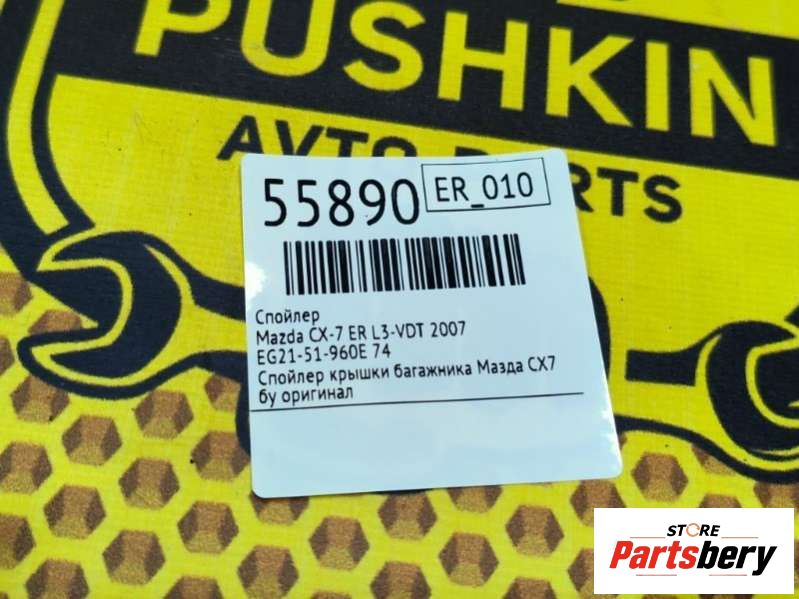 PUSHKIN
AVTO PARTS
55890
ER_010
Спойлер
Mazda CX-7 ER L3-VDT 2007
EG21-51-960E 74
Спойлер крышки багажника Мазда СХ7
бу оригинал
STORE
Partsbery